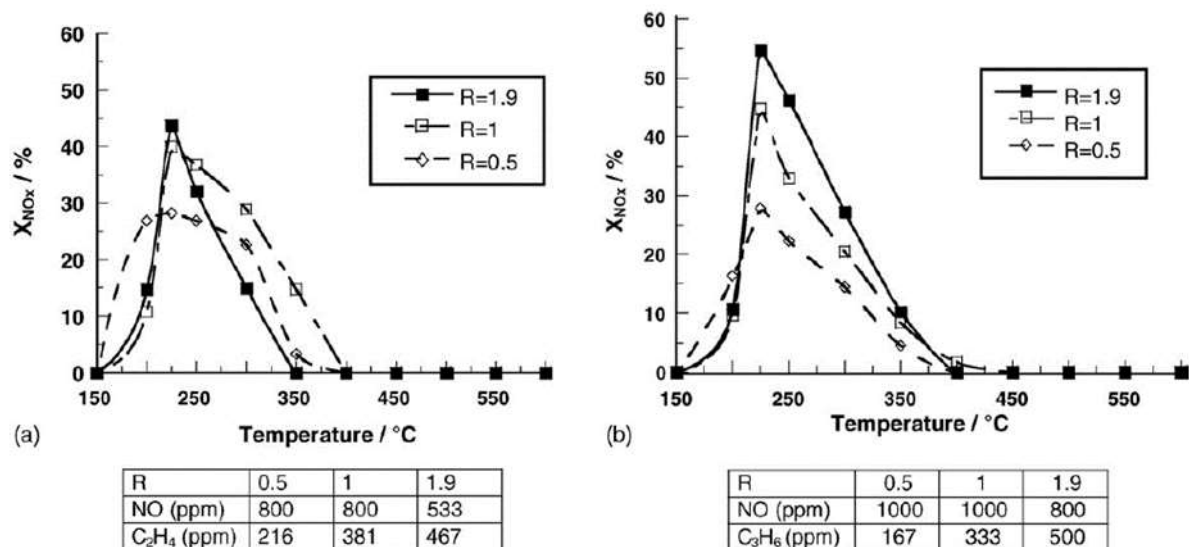 60
50
40
30
20
10
0
X_NOx / %
R=1.9
R=1
R=0.5
150 250 350 450 550
Temperature / °C
(a)
R 0.5 1 1.9
NO (ppm) 800 800 533
C₂H₄ (ppm) 216 381 467
60
50
40
30
20
10
0
X_NOx / %
R=1.9
R=1
R=0.5
150 250 350 450 550
Temperature / °C
(b)
R 0.5 1 1.9
NO (ppm) 1000 1000 800
C₃H₆ (ppm) 167 333 500